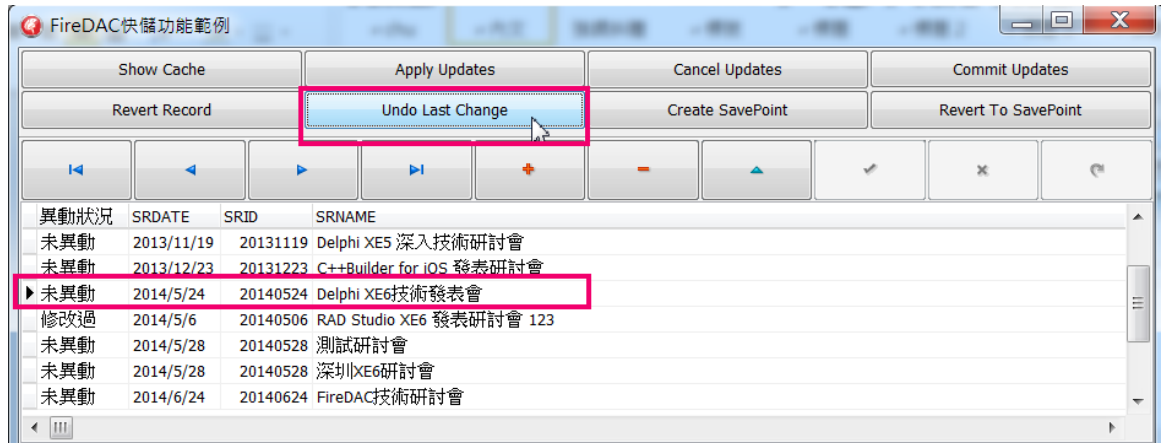 FireDAC快儲功能範例
Show Cache Apply Updates Cancel Updates Commit Updates
Revert Record Undo Last Change Create SavePoint Revert To SavePoint
異動狀況 SRDATE SRID SRNAME
未異動 2013/11/19 20131119 Delphi XE5 深入技術研討會
未異動 2013/12/23 20131223 C++Builder for iOS 發表研討會
未異動 2014/5/24 20140524 Delphi XE6技術發表會
修改過 2014/5/6 20140506 RAD Studio XE6 發表研討會 123
未異動 2014/5/28 20140528 測試研討會
未異動 2014/5/28 20140528 深圳XE6研討會
未異動 2014/6/24 20140624 FireDAC技術研討會